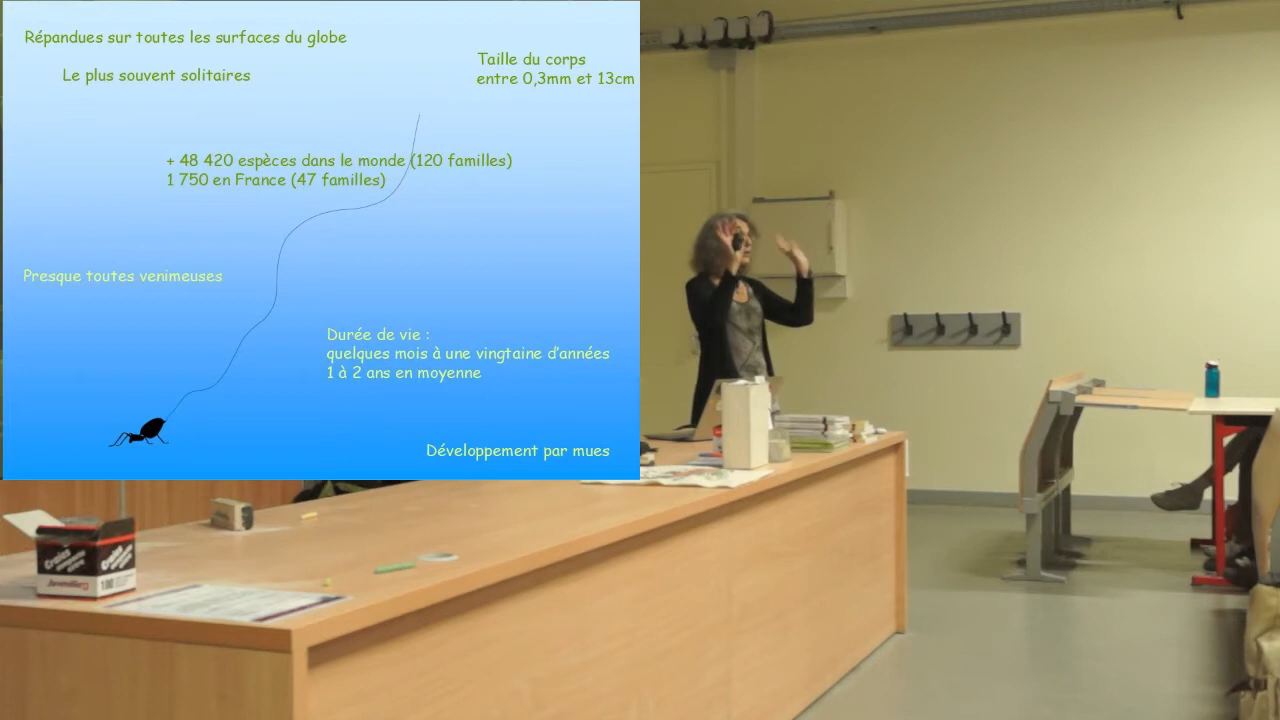 Répandues sur toutes les surfaces du globe
Le plus souvent solitaires
Taille du corps
entre 0,3mm et 13cm
+ 48 420 espèces dans le monde (120 familles)
1 750 en France (47 familles)
Presque toutes venimeuses
Durée de vie :
quelques mois à une vingtaine d'années
1 à 2 ans en moyenne
Développement par mues
Craies
100